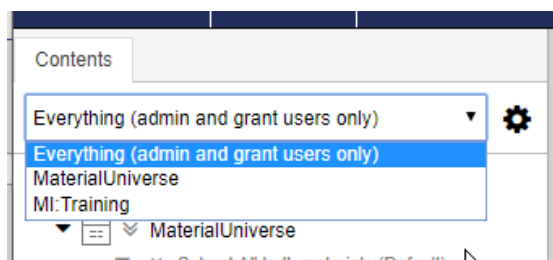 Contents
Everything (admin and grant users only)
Everything (admin and grant users only)
MaterialUniverse
MI:Training
MaterialUniverse